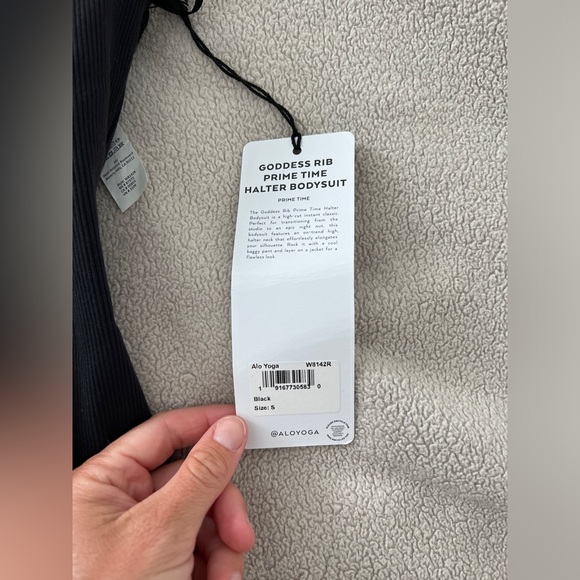 GODDESS RIB
PRIME TIME
HALTER BODYSUIT
PRIME TIME
The Goddess Rib Prime Time Halter
Bodysuit is a high-cut instant classic.
Perfect for transitioning from the
studio to an epic night out, this
bodysuit features an on-trend high,
halter neck that effortlessly elongates
your silhouette. Rock it with a cool
baggy pant and layer on a jacket for a
flawless look.
Alo Yoga W8142R
1 9167730583 0
Black
Size: S
@ALOYOGA